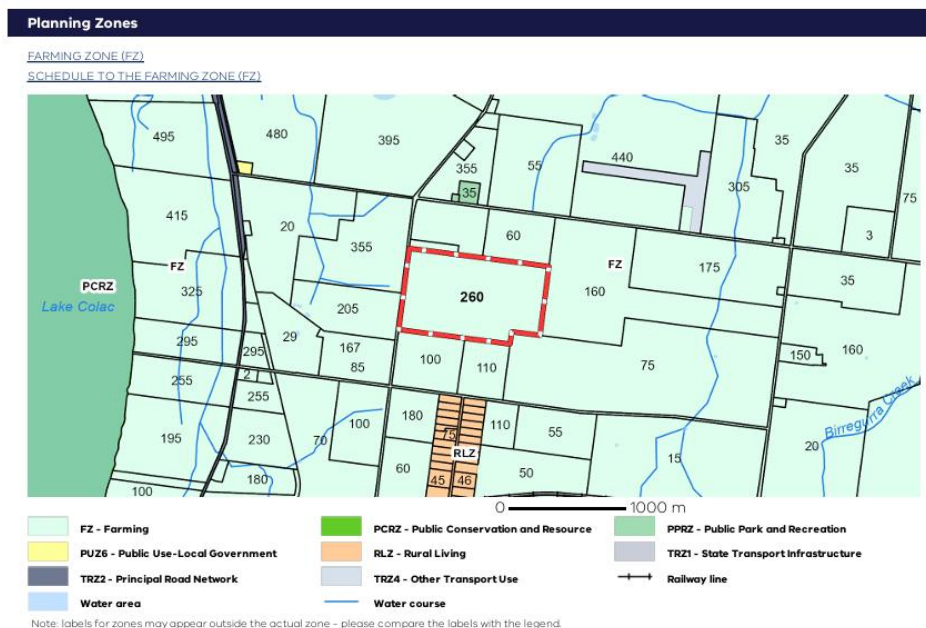 Planning Zones
FARMING ZONE (FZ)
SCHEDULE TO THE FARMING ZONE (FZ)
495 480 395 355 55 440 35 35
35 305 75
415 20 355 60 3
FZ FZ 175 35
PCRZ
Lake Colac
325 260 160
205
295 295 29 167 100 110 75 150 160
85
255 2 255
195 230 70 100 180 110 55 15 20 Birregurra Creek
75
RLZ
100 180 60 45 46 50
0 1000 m
FZ - Farming PCRZ - Public Conservation and Resource PPRZ - Public Park and Recreation
PUZ6 - Public Use-Local Government RLZ - Rural Living TRZ1 - State Transport Infrastructure
TRZ2 - Principal Road Network TRZ4 - Other Transport Use Railway line
Water area Water course
Note: labels for zones may appear outside the actual zone - please compare the labels with the legend.